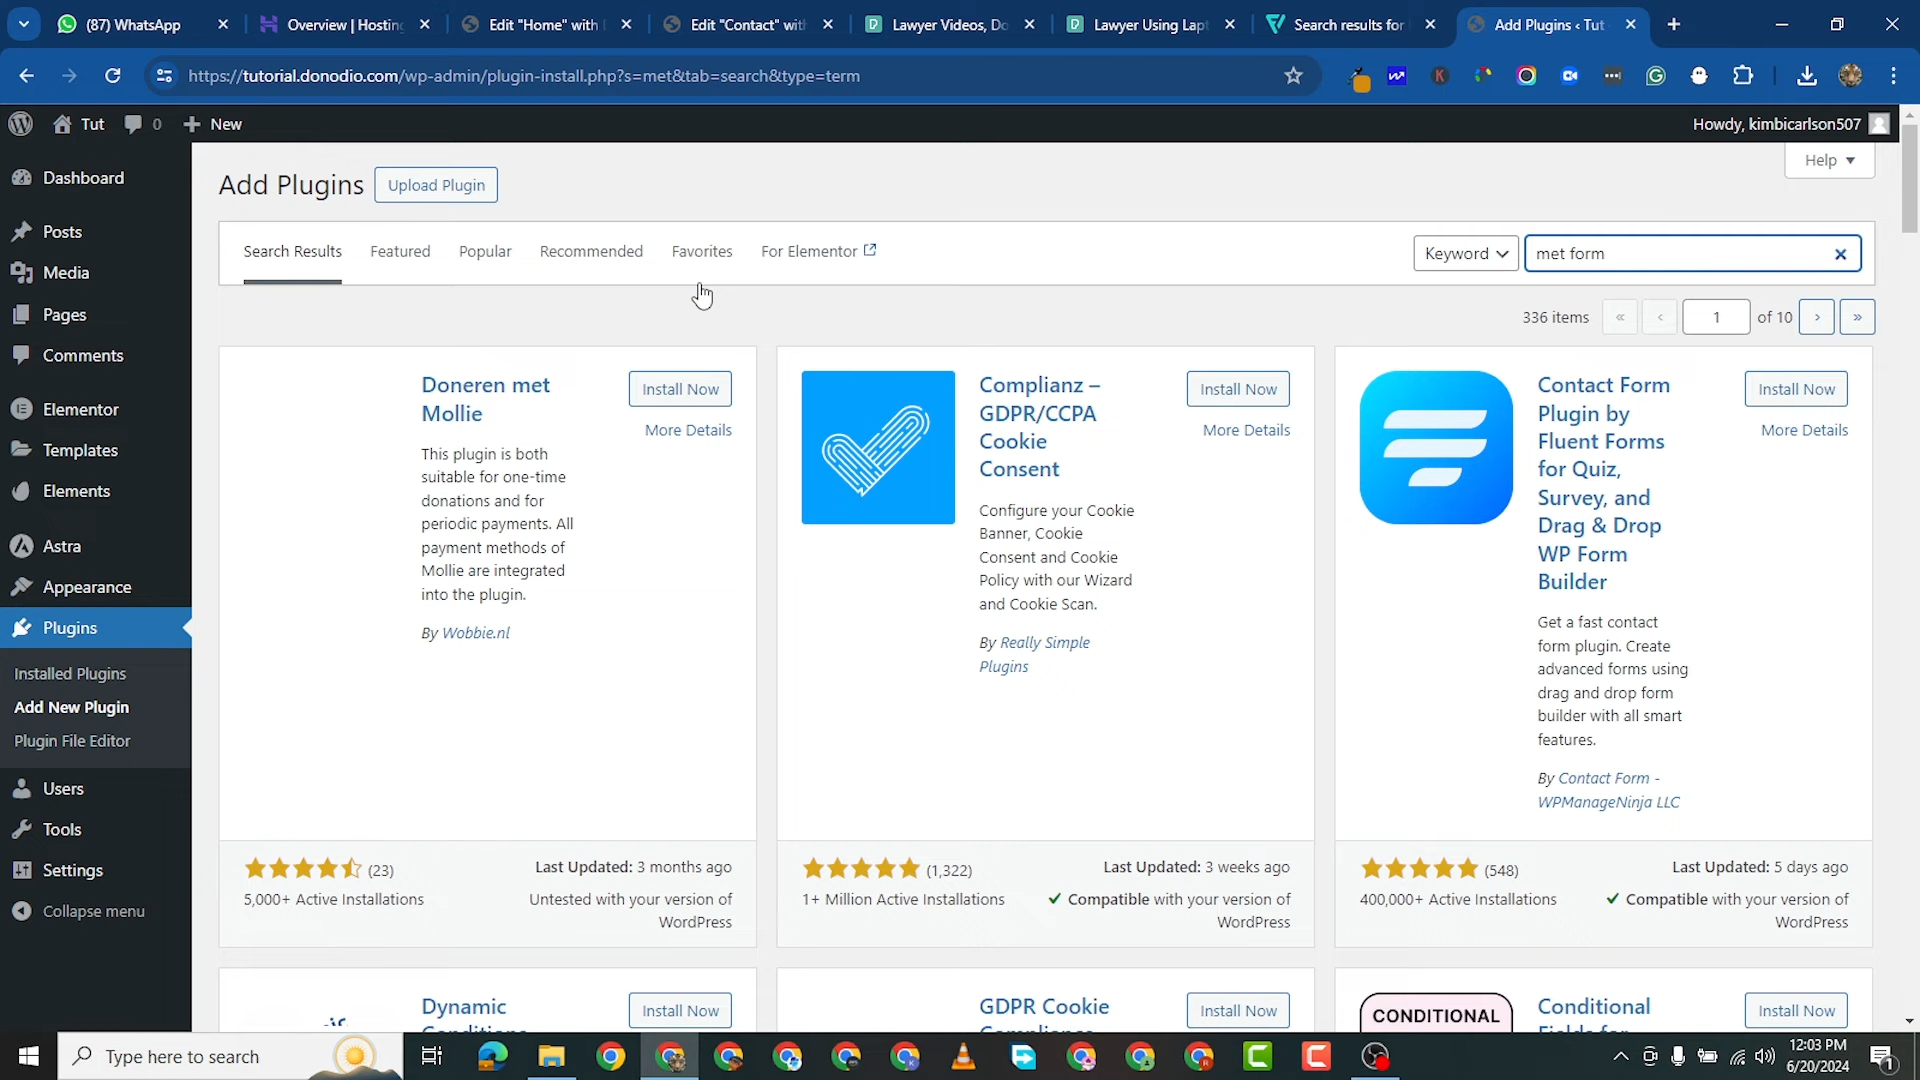 (87) WhatsApp
Overview | Hosting
Edit "Home" with
Edit "Contact" with
Lawyer Videos, Do
Lawyer Using Lapt
Search results for
Add Plugins ‹ Tut
https://tutorial.donodio.com/wp-admin/plugin-install.php?s=met&tab=search&type=term
Tut
0
New
Howdy, kimbicarlson507
Dashboard
Posts
Media
Pages
Comments
Elementor
Templates
Elements
Astra
Appearance
Plugins
Installed Plugins
Add New Plugin
Plugin File Editor
Users
Tools
Settings
Collapse menu
Help
Add Plugins
Upload Plugin
Search Results
Featured
Popular
Recommended
Favorites
For Elementor
Keyword
met form
336 items
«
‹
1
of 10
›
»
Doneren met
Mollie
Install Now
More Details
This plugin is both
suitable for one-time
donations and for
periodic payments. All
payment methods of
Mollie are integrated
into the plugin.
By Wobbie.nl
(23)
5,000+ Active Installations
Last Updated: 3 months ago
Untested with your version of
WordPress
Complianz –
GDPR/CCPA
Cookie
Consent
Install Now
More Details
Configure your Cookie
Banner, Cookie
Consent and Cookie
Policy with our Wizard
and Cookie Scan.
By Really Simple
Plugins
(1,322)
1+ Million Active Installations
Last Updated: 3 weeks ago
Compatible with your version of
WordPress
Contact Form
Plugin by
Fluent Forms
for Quiz,
Survey, and
Drag & Drop
WP Form
Builder
Install Now
More Details
Get a fast contact
form plugin. Create
advanced forms using
drag and drop form
builder with all smart
features.
By Contact Form -
WPManageNinja LLC
(548)
400,000+ Active Installations
Last Updated: 5 days ago
Compatible with your version of
WordPress
Dynamic
Conditions
Install Now
GDPR Cookie
Compliance
Install Now
CONDITIONAL
Conditional
Fields for
Install Now
Type here to search
12:03 PM
6/20/2024
1